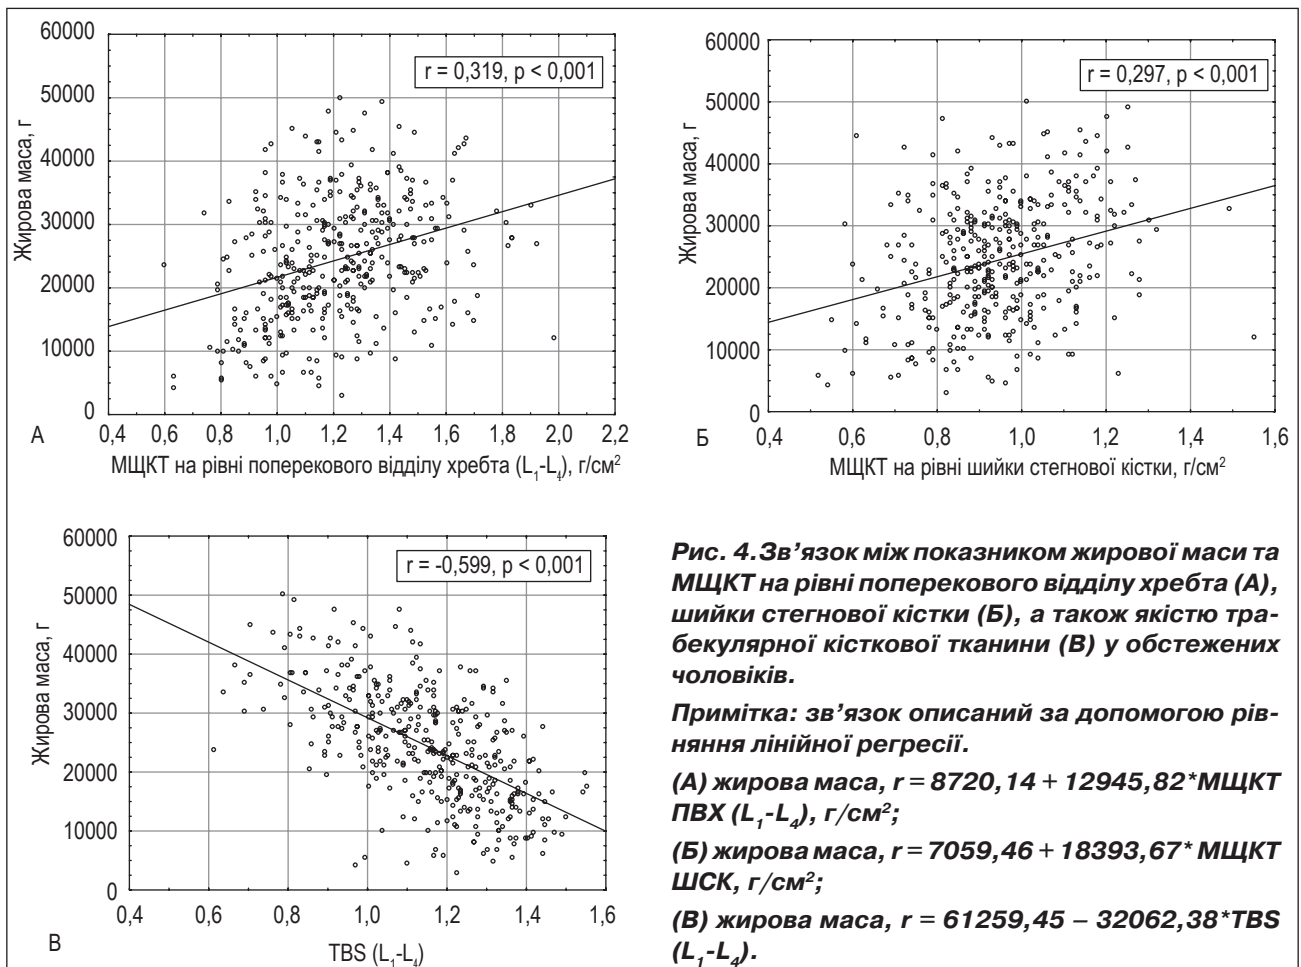 60000
50000
40000
30000
20000
10000
0
Жирова маса, г
r = 0,319, p < 0,001
0,4 0,6 0,8 1,0 1,2 1,4 1,6 1,8 2,0 2,2
А
МЩКТ на рівні поперекового відділу хребта (L₁-L₄), г/см²
60000
50000
40000
30000
20000
10000
0
Жирова маса, г
r = 0,297, p < 0,001
0,4 0,6 0,8 1,0 1,2 1,4 1,6
Б
МЩКТ на рівні шийки стегнової кістки, г/см²
60000
50000
40000
30000
20000
10000
0
Жирова маса, г
r = -0,599, p < 0,001
0,4 0,6 0,8 1,0 1,2 1,4 1,6
В
TBS (L₁-L₄)
Рис. 4.Зв’язок між показником жирової маси та
МЩКТ на рівні поперекового відділу хребта (А),
шийки стегнової кістки (Б), а також якістю тра-
бекулярної кісткової тканини (В) у обстежених
чоловіків.
Примітка: зв’язок описаний за допомогою рів-
няння лінійної регресії.
(А) жирова маса, r = 8720,14 + 12945,82*МЩКТ
ПВХ (L₁-L₄), г/см²;
(Б) жирова маса, r = 7059,46 + 18393,67* МЩКТ
ШСК, г/см²;
(В) жирова маса, r = 61259,45 – 32062,38*TBS
(L₁-L₄).